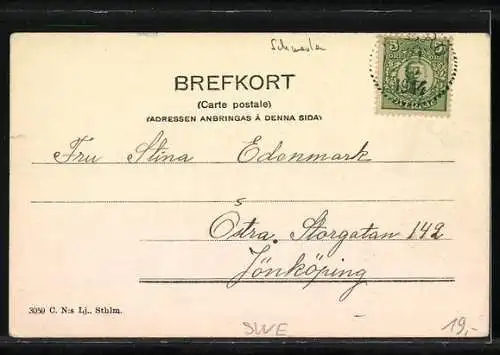 Schweden
BREFKORT
(Carte postale)
(ADRESSEN ANBRINGAS Å DENNA SIDA)
Fru Stina Edenmark
s
Östra Storgatan 142
Jönköping
3050 C. N:s Lj., Sthlm.
SWE
19,-